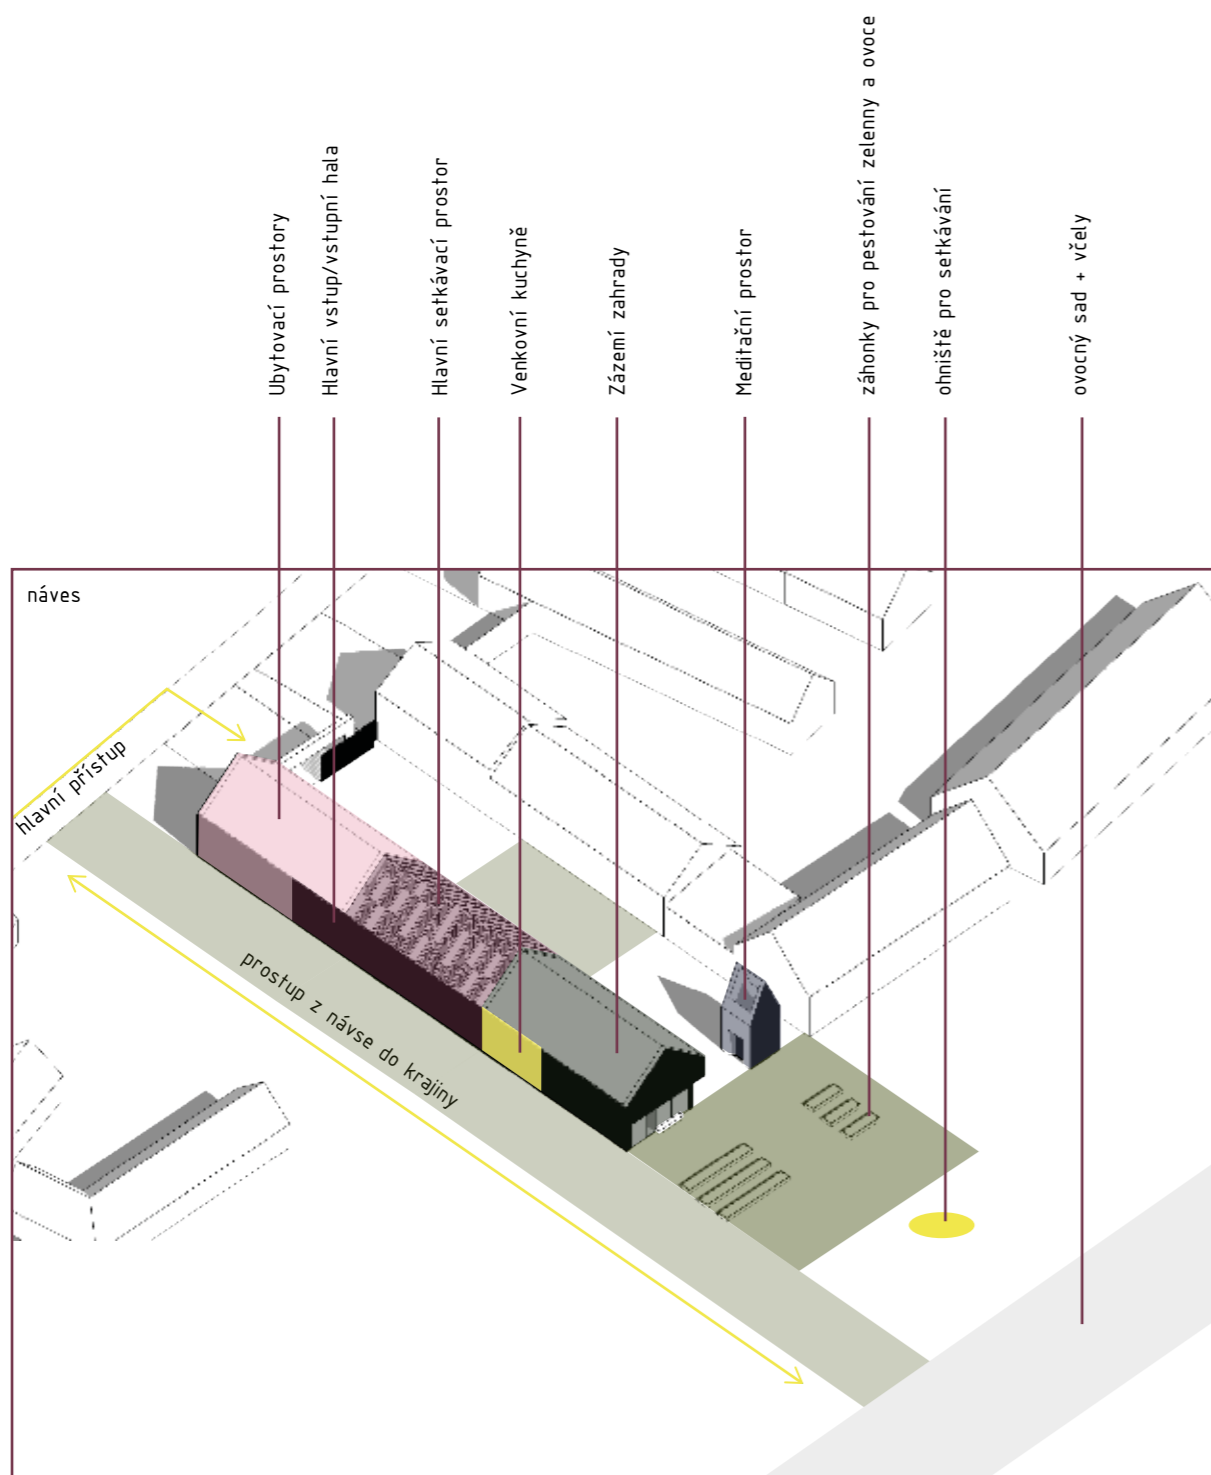 Ubytovací prostory
Hlavní vstup/vstupní hala
Hlavní setkávácí prostor
Venkovní kuchyně
Zázemí zahrady
Meditační prostor
záhonky pro pestování zelenny a ovoce
ohniště pro setkávání
ovocný sad + včely
náves
hlavní přístup
prostup z návse do krajiny